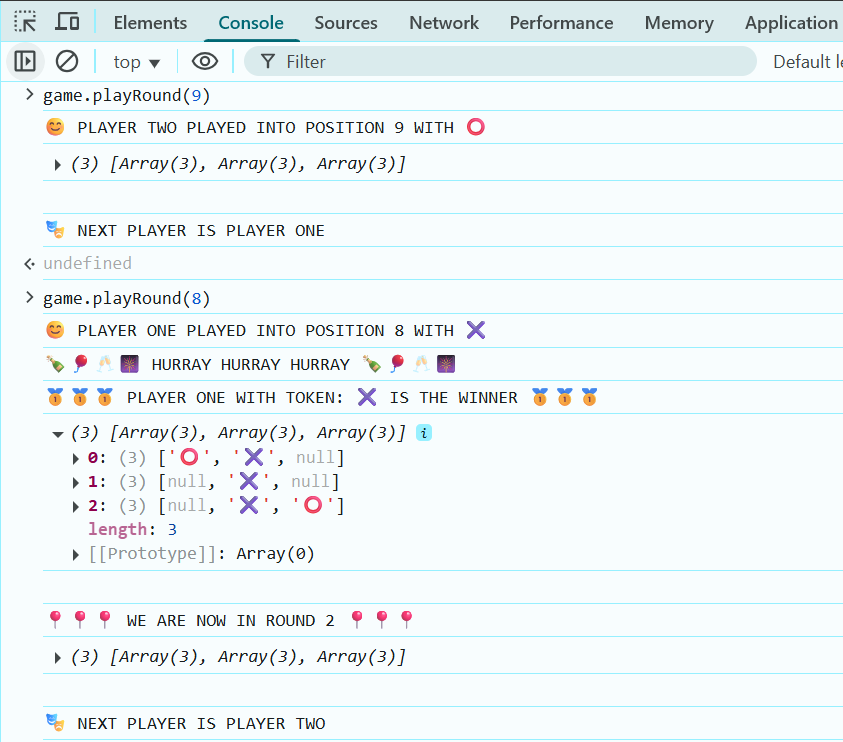 Elements Console Sources Network Performance Memory Application
top ▼ Filter Default le
> game.playRound(9)
😊 PLAYER TWO PLAYED INTO POSITION 9 WITH ⭕
▶ (3) [Array(3), Array(3), Array(3)]
🎭 NEXT PLAYER IS PLAYER ONE
undefined
> game.playRound(8)
😊 PLAYER ONE PLAYED INTO POSITION 8 WITH ❌
🍾 🎈 🥂 🎆 HURRAY HURRAY HURRAY 🍾 🎈 🥂 🎆
🥇 🥇 🥇 PLAYER ONE WITH TOKEN: ❌ IS THE WINNER 🥇 🥇 🥇
▼ (3) [Array(3), Array(3), Array(3)] i
▶ 0: (3) ['⭕', '❌', null]
▶ 1: (3) [null, '❌', null]
▶ 2: (3) [null, '❌', '⭕']
length: 3
▶ [[Prototype]]: Array(0)
📍 📍 📍 WE ARE NOW IN ROUND 2 📍 📍 📍
▶ (3) [Array(3), Array(3), Array(3)]
🎭 NEXT PLAYER IS PLAYER TWO